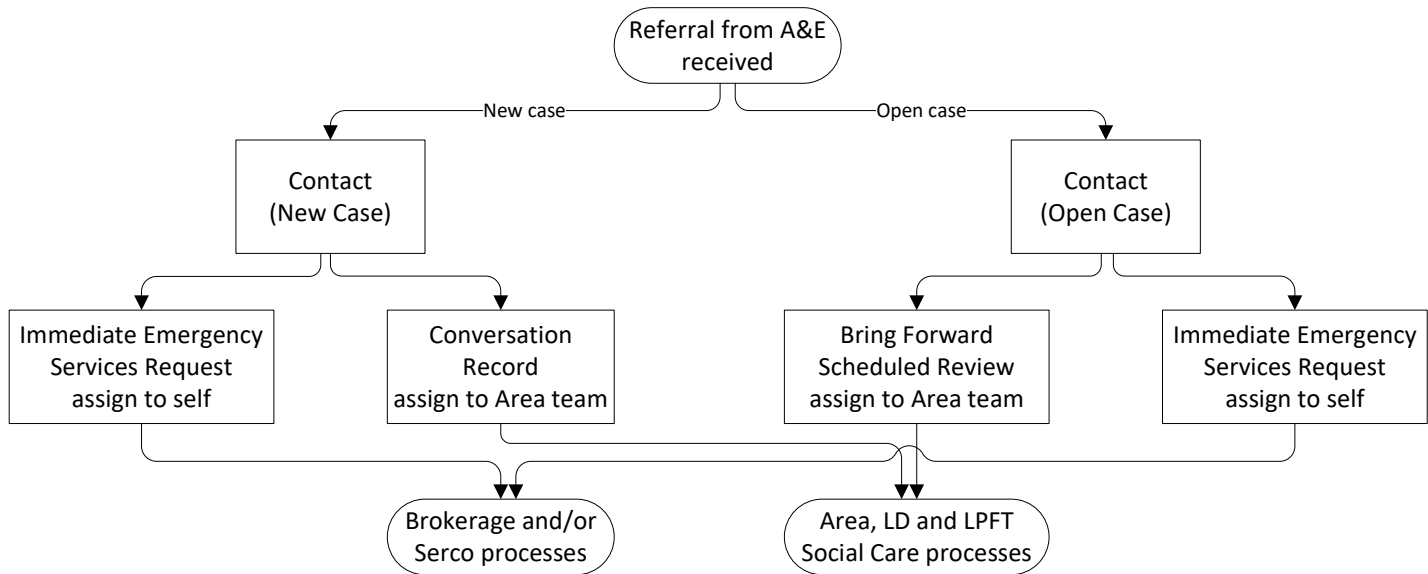 Referral from A&E
received
New case
Open case
Contact
(New Case)
Contact
(Open Case)
Immediate Emergency
Services Request
assign to self
Conversation
Record
assign to Area team
Bring Forward
Scheduled Review
assign to Area team
Immediate Emergency
Services Request
assign to self
Brokerage and/or
Serco processes
Area, LD and LPFT
Social Care processes